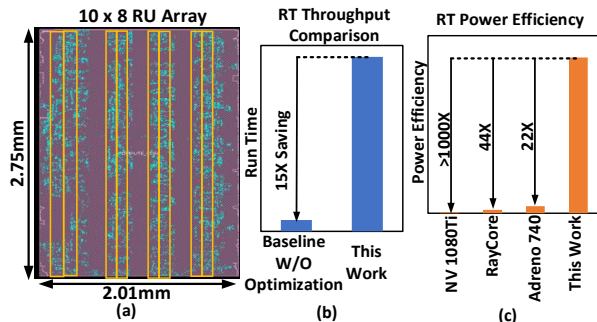 10 x 8 RU Array
2.75mm
2.01mm
(a)
RT Throughput
Comparison
Run Time
15X Saving
Baseline
W/O
Optimization
This
Work
(b)
RT Power Efficiency
Power Efficiency
>1000X
44X
22X
NV 1080Ti
RayCore
Adreno 740
This Work
(c)